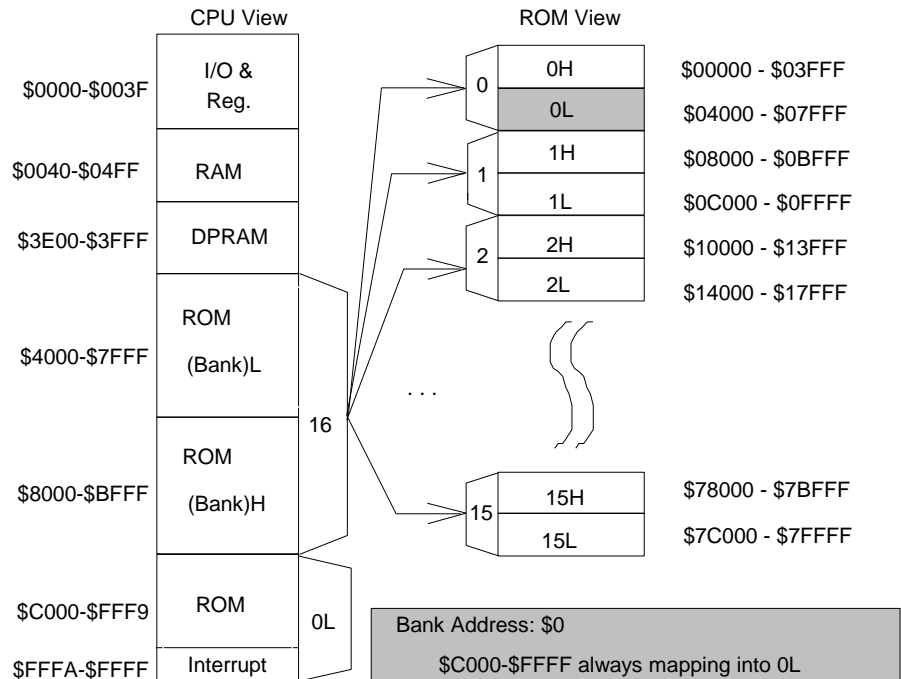 CPU View
ROM View
$0000-$003F
I/O &
Reg.
0
0H
$00000 - $03FFF
0L
$04000 - $07FFF
$0040-$04FF
RAM
1
1H
$08000 - $0BFFF
1L
$0C000 - $0FFFF
$3E00-$3FFF
DPRAM
2
2H
$10000 - $13FFF
2L
$14000 - $17FFF
$4000-$7FFF
ROM
(Bank)L
16
. . .
$8000-$BFFF
ROM
(Bank)H
15
15H
$78000 - $7BFFF
15L
$7C000 - $7FFFF
$C000-$FFF9
ROM
0L
$FFFA-$FFFF
Interrupt
Bank Address: $0
$C000-$FFFF always mapping into 0L